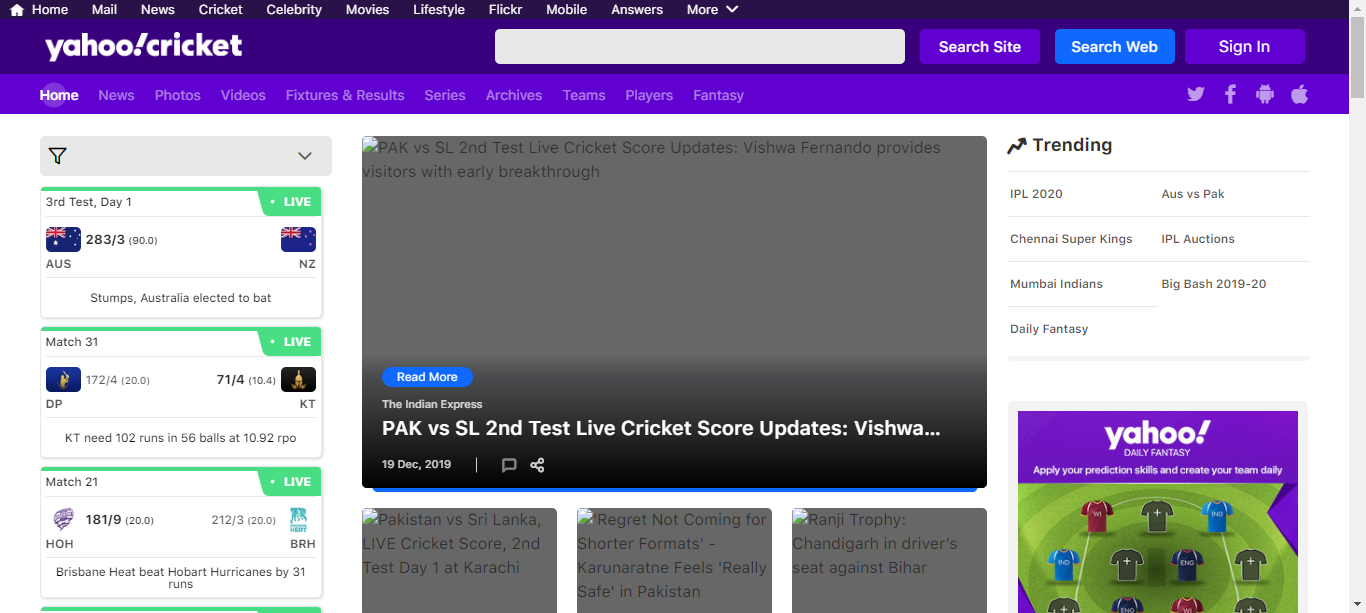 Home Mail News Cricket Celebrity Movies Lifestyle Flickr Mobile Answers More
yahoo!cricket
Search Site Search Web Sign In
Home News Photos Videos Fixtures & Results Series Archives Teams Players Fantasy
3rd Test, Day 1 • LIVE
283/3 (90.0)
AUS NZ
Stumps, Australia elected to bat
Match 31 • LIVE
172/4 (20.0) 71/4 (10.4)
DP KT
KT need 102 runs in 56 balls at 10.92 rpo
Match 21 • LIVE
181/9 (20.0) 212/3 (20.0)
HOH BRH
Brisbane Heat beat Hobart Hurricanes by 31
runs
PAK vs SL 2nd Test Live Cricket Score Updates: Vishwa Fernando provides
visitors with early breakthrough
Read More
The Indian Express
PAK vs SL 2nd Test Live Cricket Score Updates: Vishwa...
19 Dec, 2019
Pakistan vs Sri Lanka,
LIVE Cricket Score, 2nd
Test Day 1 at Karachi
'Regret Not Coming for
Shorter Formats' -
Karunaratne Feels 'Really
Safe' in Pakistan
Ranji Trophy:
Chandigarh in driver's
seat against Bihar
Trending
IPL 2020 Aus vs Pak
Chennai Super Kings IPL Auctions
Mumbai Indians Big Bash 2019-20
Daily Fantasy
yahoo!
DAILY FANTASY
Apply your prediction skills and create your team daily
WI IND
IND ENG
ENG WI